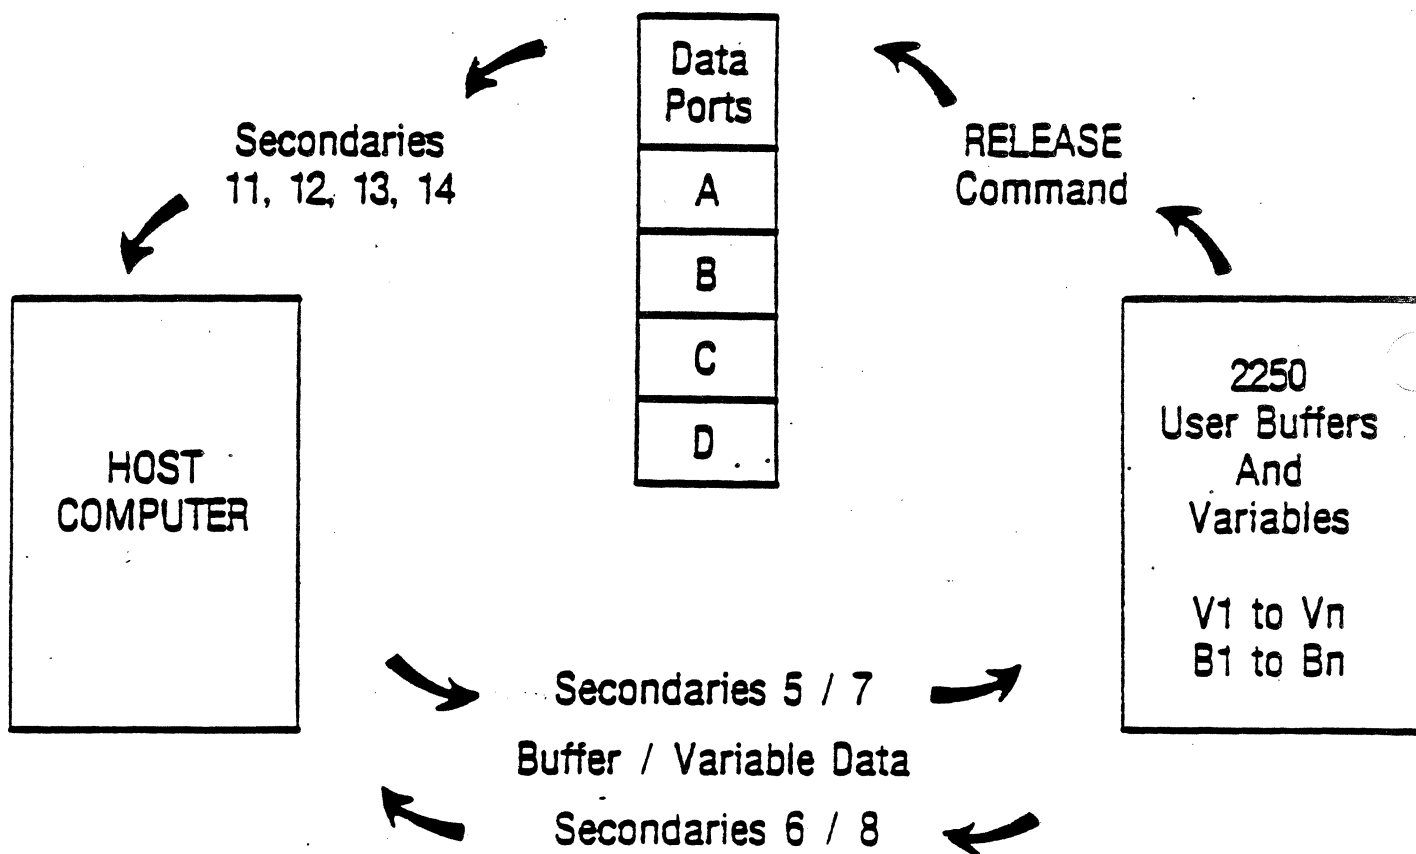 Data
Ports
A
B
C
D
Secondaries
11, 12, 13, 14
RELEASE
Command
HOST
COMPUTER
2250
User Buffers
And
Variables
V1 to Vn
B1 to Bn
Secondaries 5 / 7
Buffer / Variable Data
Secondaries 6 / 8